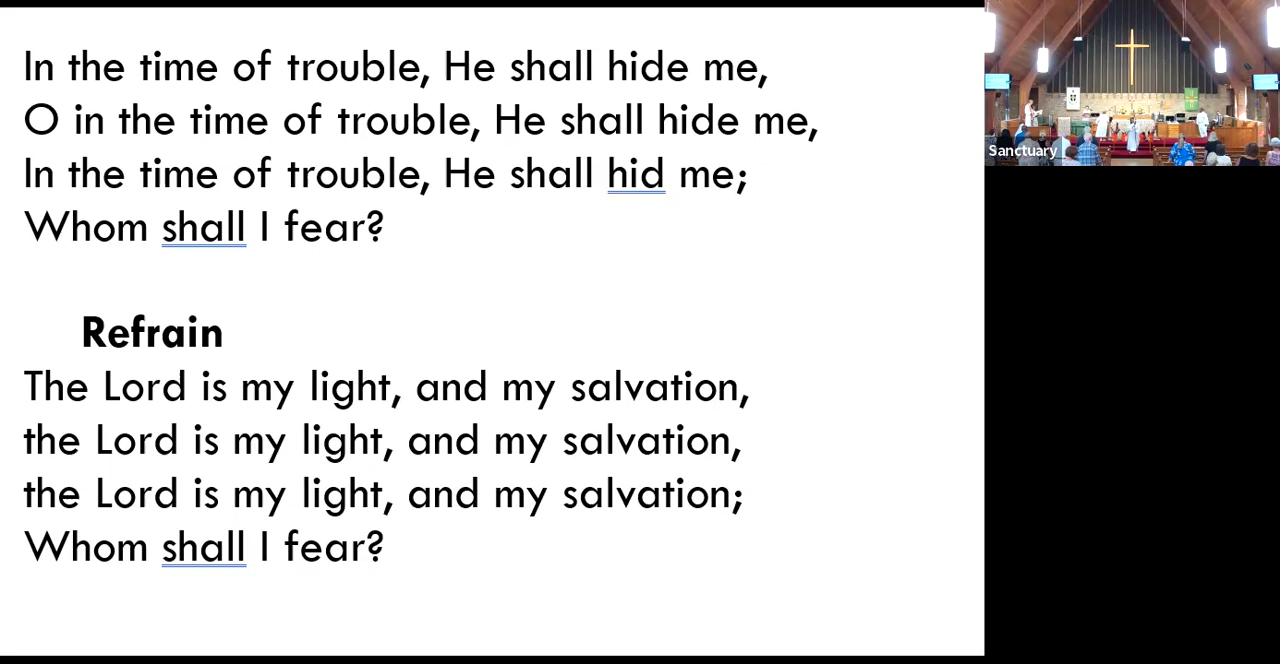 In the time of trouble, He shall hide me,
O in the time of trouble, He shall hide me,
In the time of trouble, He shall hid me;
Whom shall I fear?
Refrain
The Lord is my light, and my salvation,
the Lord is my light, and my salvation,
the Lord is my light, and my salvation;
Whom shall I fear?
Sanctuary